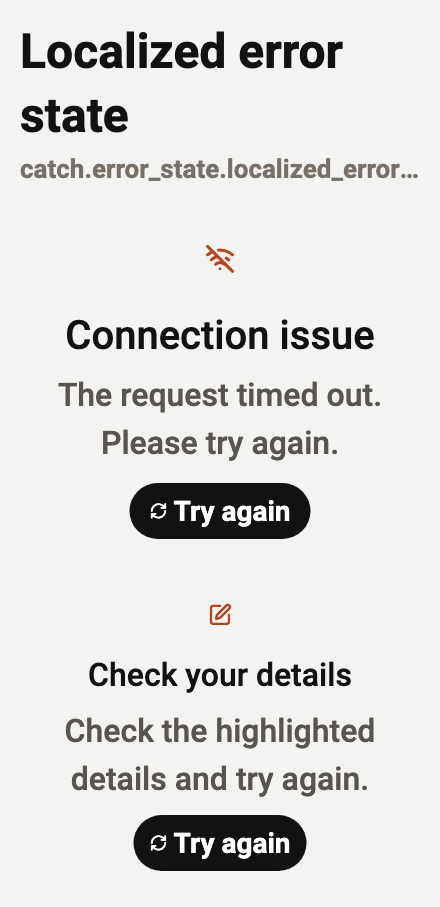 Localized error
state
catch.error_state.localized_error…
Connection issue
The request timed out.
Please try again.
Try again
Check your details
Check the highlighted
details and try again.
Try again